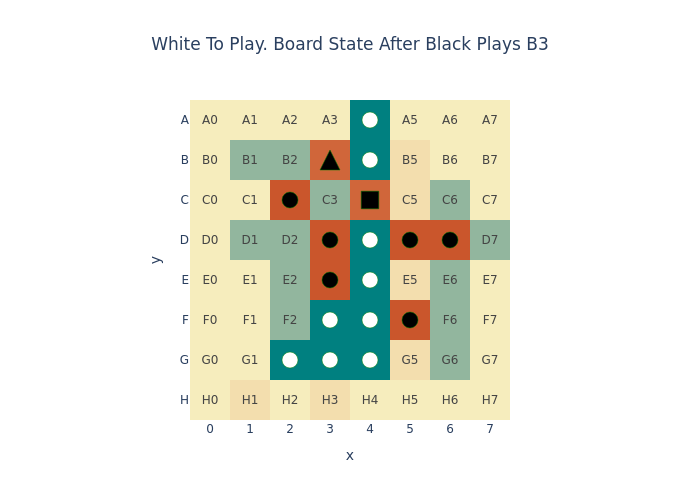 White To Play. Board State After Black Plays B3
A A0 A1 A2 A3 A5 A6 A7
B B0 B1 B2 B5 B6 B7
C C0 C1 C3 C5 C6 C7
D D0 D1 D2 D7
E E0 E1 E2 E5 E6 E7
F F0 F1 F2 F6 F7
G G0 G1 G5 G6 G7
H H0 H1 H2 H3 H4 H5 H6 H7
0 1 2 3 4 5 6 7
x
y